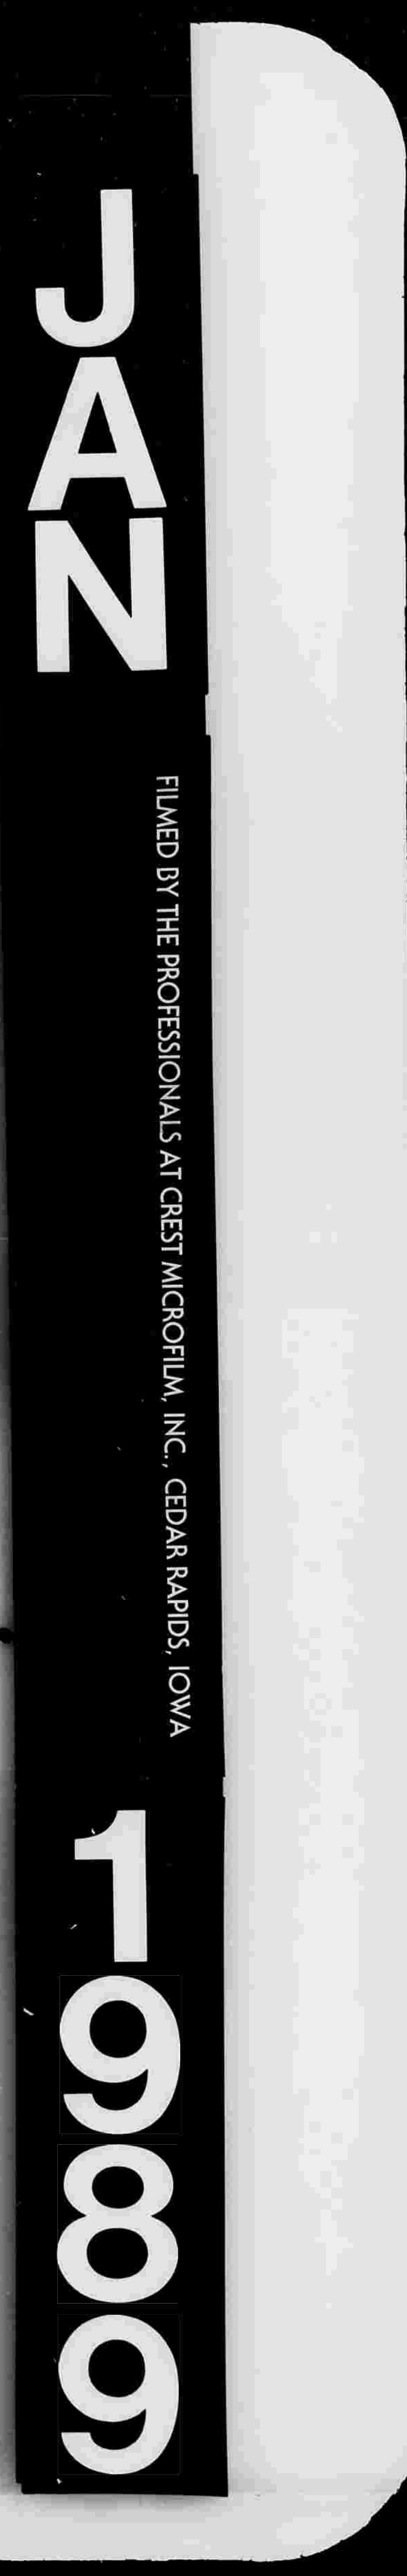 JAN
FILMED BY THE PROFESSIONALS AT CREST MICROFILM, INC., CEDAR RAPIDS, IOWA
1989